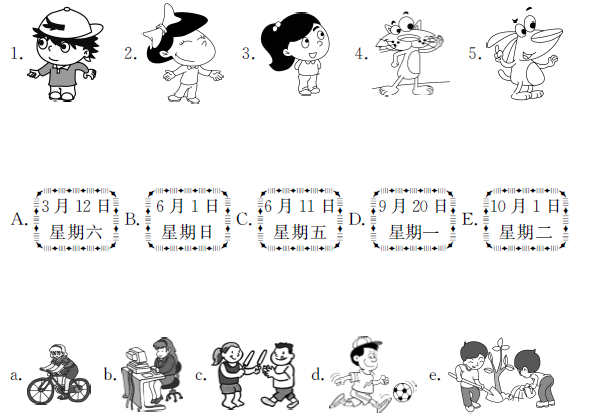 1. 2. 3. 4. 5.
A. 3月12日 星期六 B. 6月1日 星期日 C. 6月11日 星期五 D. 9月20日 星期一 E. 10月1日 星期二
a. b. c. d. e.